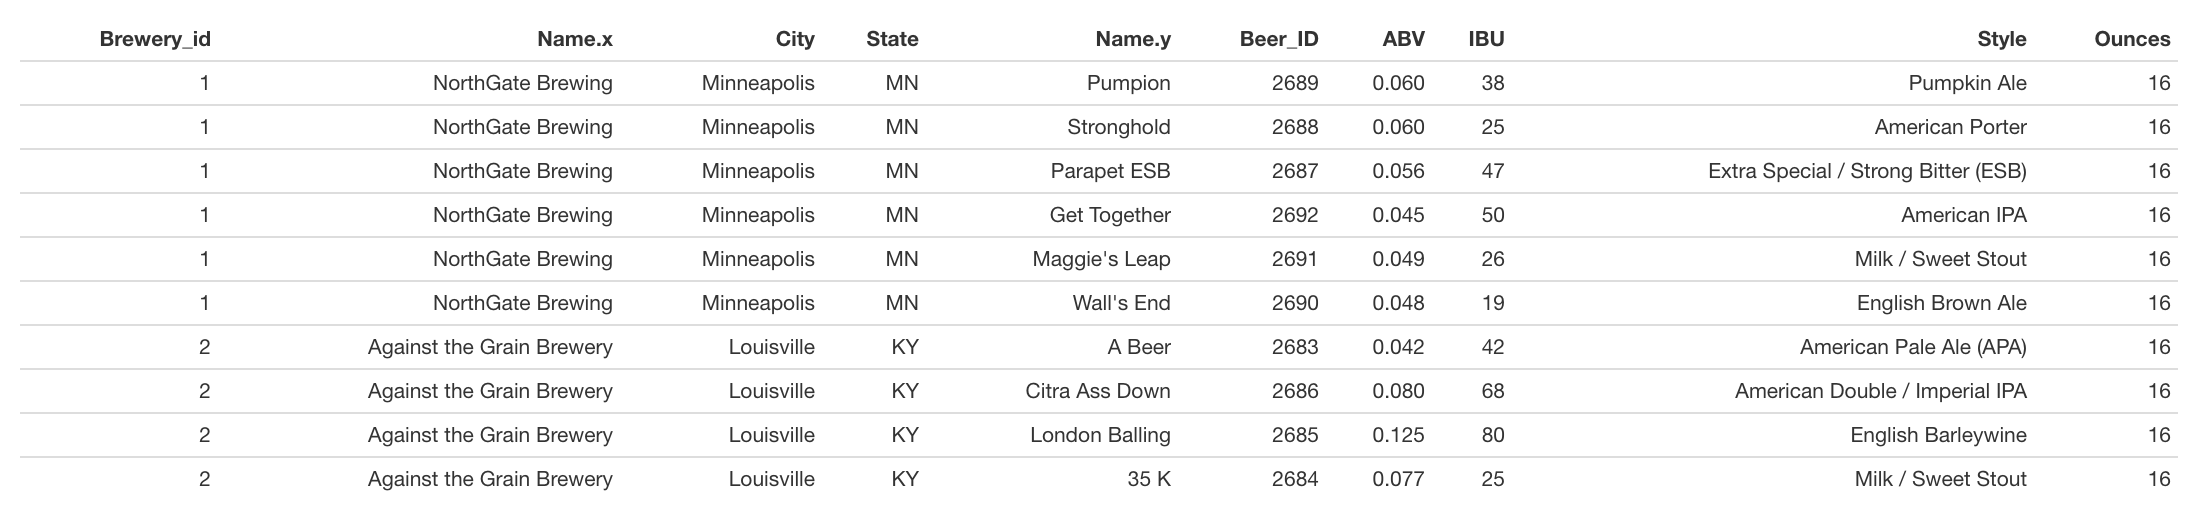 Brewery_id Name.x City State Name.y Beer_ID ABV IBU Style Ounces
1 NorthGate Brewing Minneapolis MN Pumpion 2689 0.060 38 Pumpkin Ale 16
1 NorthGate Brewing Minneapolis MN Stronghold 2688 0.060 25 American Porter 16
1 NorthGate Brewing Minneapolis MN Parapet ESB 2687 0.056 47 Extra Special / Strong Bitter (ESB) 16
1 NorthGate Brewing Minneapolis MN Get Together 2692 0.045 50 American IPA 16
1 NorthGate Brewing Minneapolis MN Maggie's Leap 2691 0.049 26 Milk / Sweet Stout 16
1 NorthGate Brewing Minneapolis MN Wall's End 2690 0.048 19 English Brown Ale 16
2 Against the Grain Brewery Louisville KY A Beer 2683 0.042 42 American Pale Ale (APA) 16
2 Against the Grain Brewery Louisville KY Citra Ass Down 2686 0.080 68 American Double / Imperial IPA 16
2 Against the Grain Brewery Louisville KY London Balling 2685 0.125 80 English Barleywine 16
2 Against the Grain Brewery Louisville KY 35 K 2684 0.077 25 Milk / Sweet Stout 16